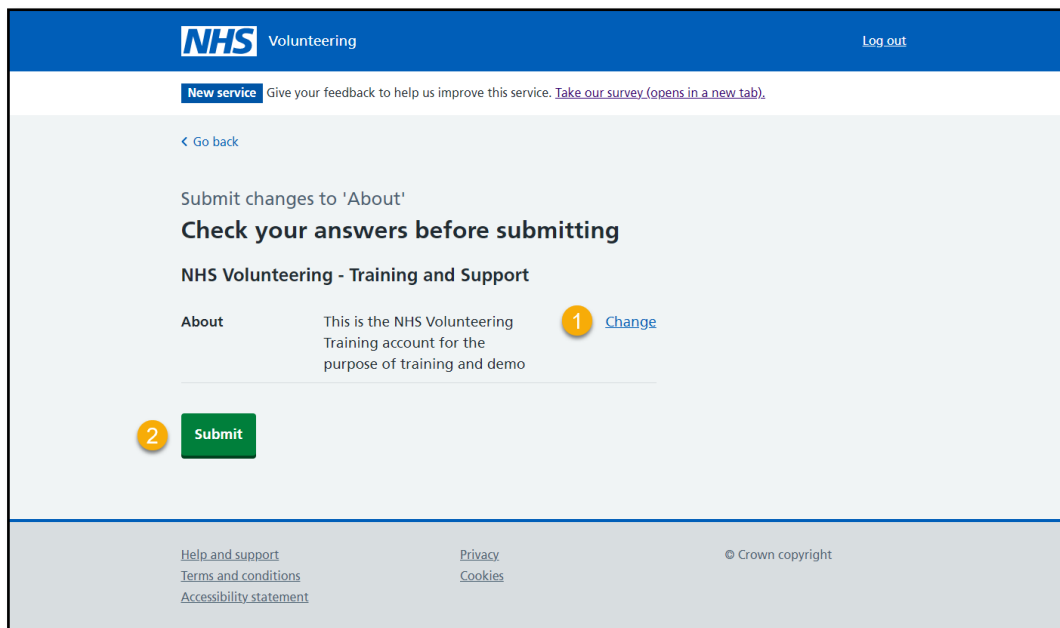 NHS Volunteering Log out
New service Give your feedback to help us improve this service. Take our survey (opens in a new tab).
< Go back
Submit changes to 'About'
Check your answers before submitting
NHS Volunteering - Training and Support
About This is the NHS Volunteering 1 Change
Training account for the
purpose of training and demo
2 Submit
Help and support Privacy © Crown copyright
Terms and conditions Cookies
Accessibility statement